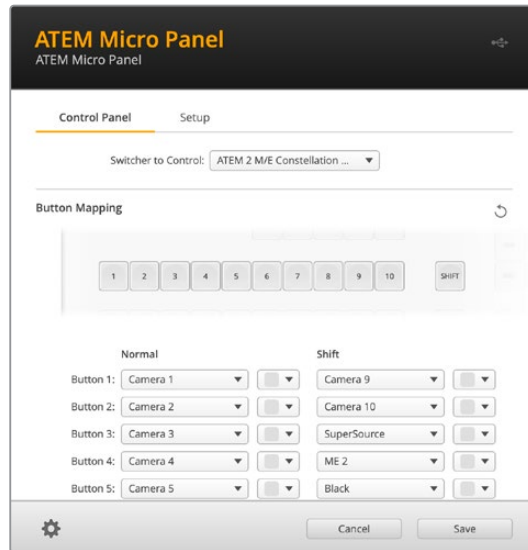 ATEM Micro Panel
ATEM Micro Panel
Control Panel Setup
Switcher to Control: ATEM 2 M/E Constellation ...
Button Mapping
1 2 3 4 5 6 7 8 9 10 SHIFT
Normal Shift
Button 1: Camera 1 Camera 9
Button 2: Camera 2 Camera 10
Button 3: Camera 3 SuperSource
Button 4: Camera 4 ME 2
Button 5: Camera 5 Black
Cancel Save